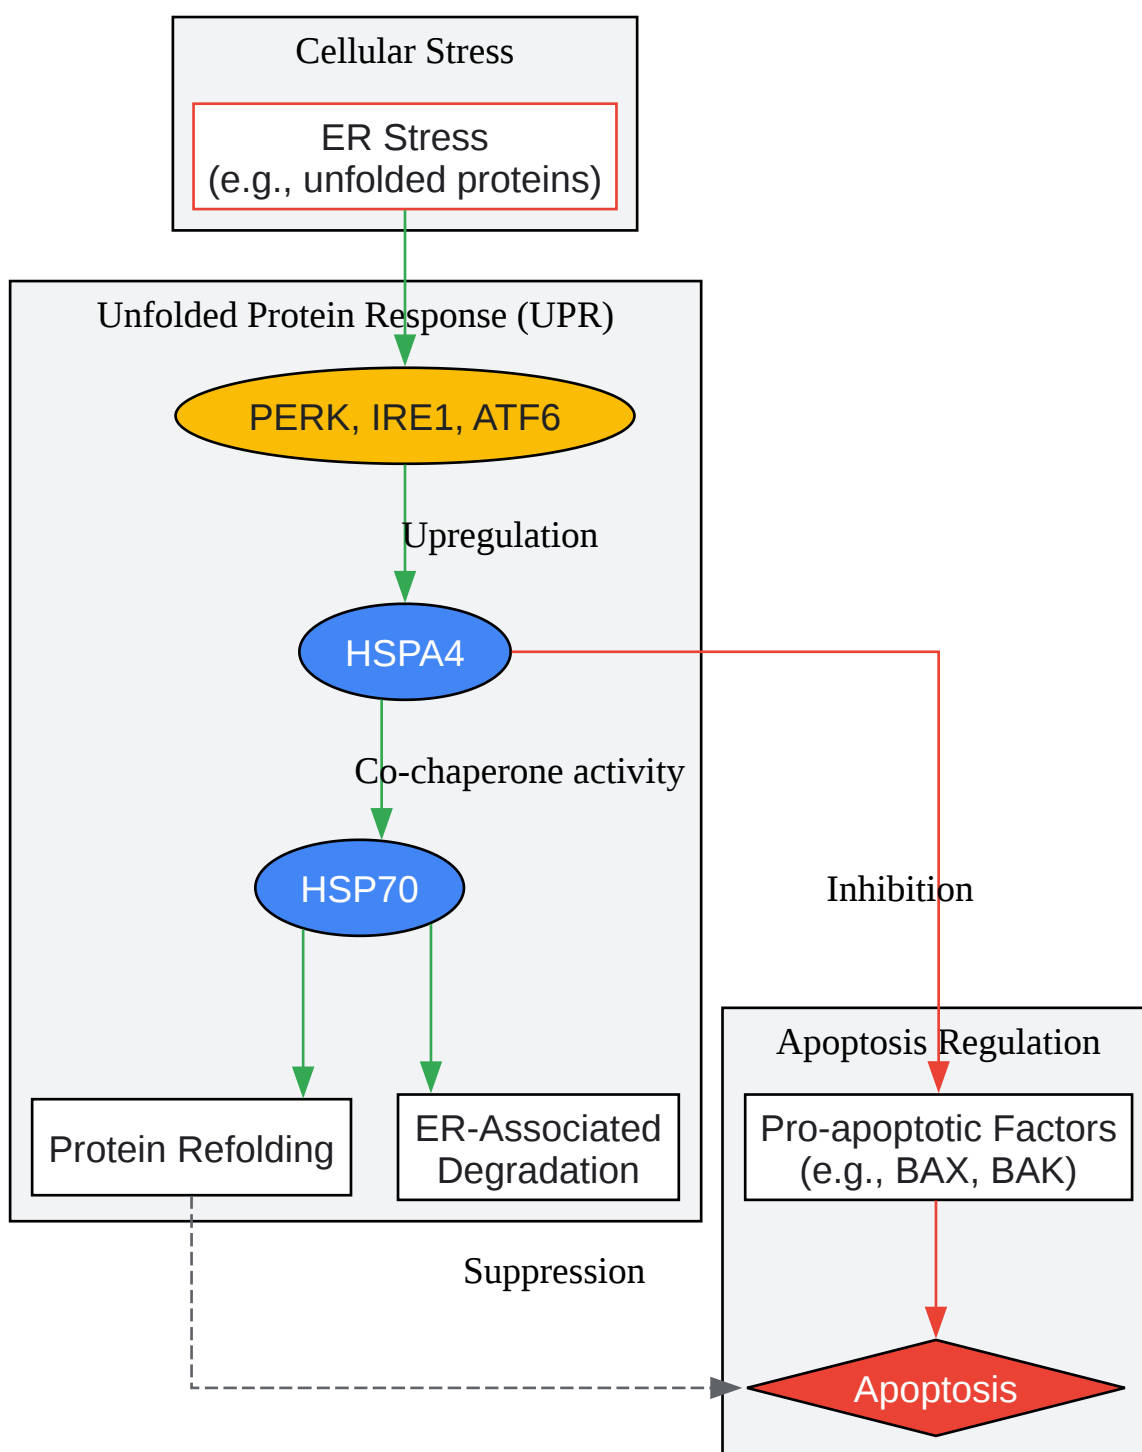 Cellular Stress
ER Stress
(e.g., unfolded proteins)
Unfolded Protein Response (UPR)
PERK, IRE1, ATF6
Upregulation
HSPA4
Co-chaperone activity
HSP70
Inhibition
Apoptosis Regulation
Protein Refolding
ER-Associated
Degradation
Pro-apoptotic Factors
(e.g., BAX, BAK)
Suppression
Apoptosis